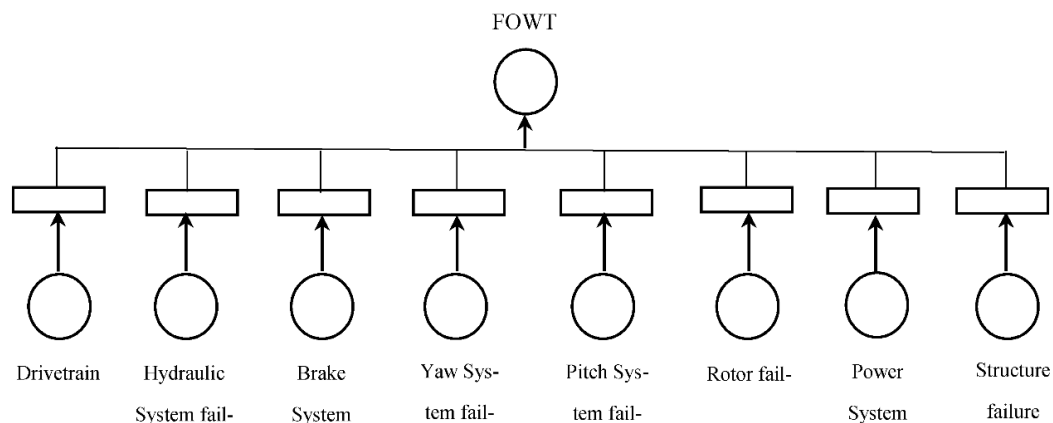 FOWT
Drivetrain
Hydraulic
System fail-
Brake
System
Yaw Sys-
tem fail-
Pitch Sys-
tem fail-
Rotor fail-
Power
System
Structure
failure